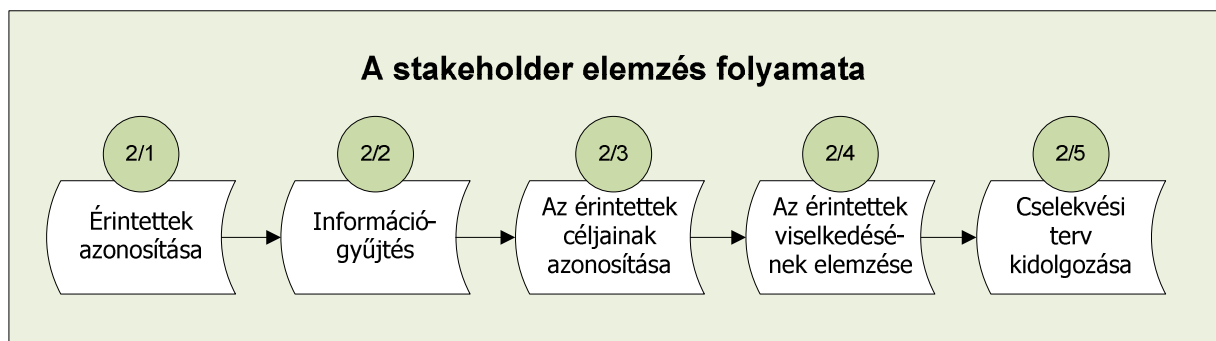 A stakeholder elemzés folyamata
2/1
Érintettek
azonosítása
2/2
Információ-
gyűjtés
2/3
Az érintettek
céljainak
azonosítása
2/4
Az érintettek
viselkedésé-
nek elemzése
2/5
Cselekvési
terv
kidolgozása